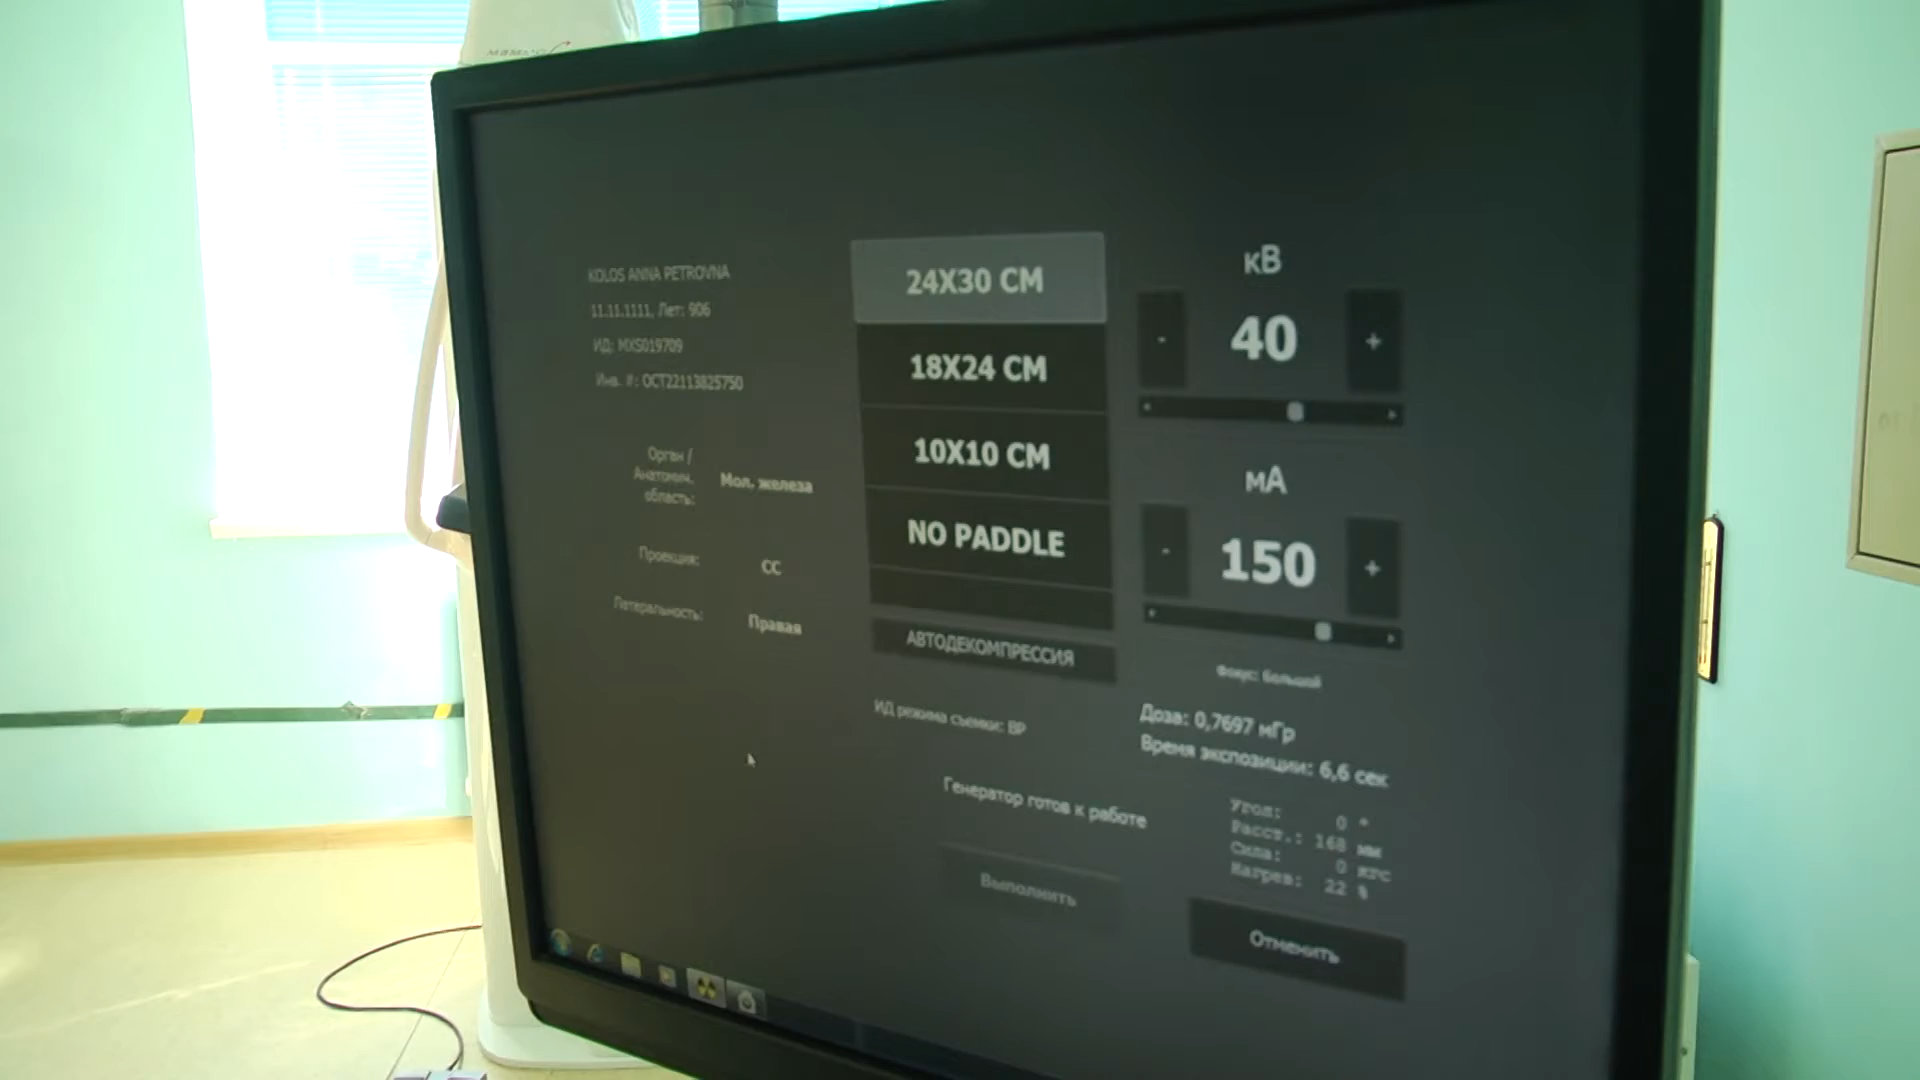 KOLOS ANNA PETROVNA
11.11.1111, Лет: 906
ИД: MXS019709
Инв. #: OCT22113825750
Орган /
Анатомич.
область:
Мол. железа
Проекция:
CC
Латеральность:
Правая
24X30 CM
18X24 CM
10X10 CM
NO PADDLE
АВТОДЕКОМПРЕССИЯ
ИД режима съемки: BP
Генератор готов к работе
Выполнить
кВ
- 40 +
мА
- 150 +
Фокус: большой
Доза: 0,7697 мГр
Время экспозиции: 6,6 сек
Угол: 0 °
Расст.: 168 мм
Сила: 0 кгс
Нагрев: 22 %
Отменить